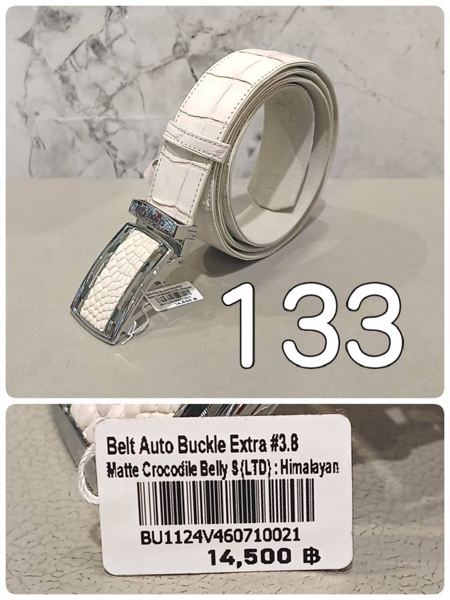 133
Belt Auto Buckle Extra #3.8
Matte Crocodile Belly S{LTD} : Himalayan
BU1124V460710021
14,500 ฿